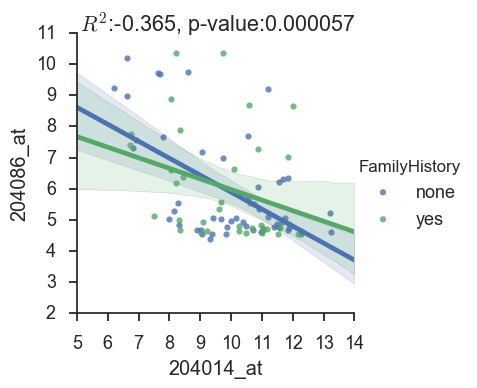 R²:-0.365, p-value:0.000057
11
10
9
8
7
6
5
4
3
2
204086_at
5 6 7 8 9 10 11 12 13 14
204014_at
FamilyHistory
none
yes